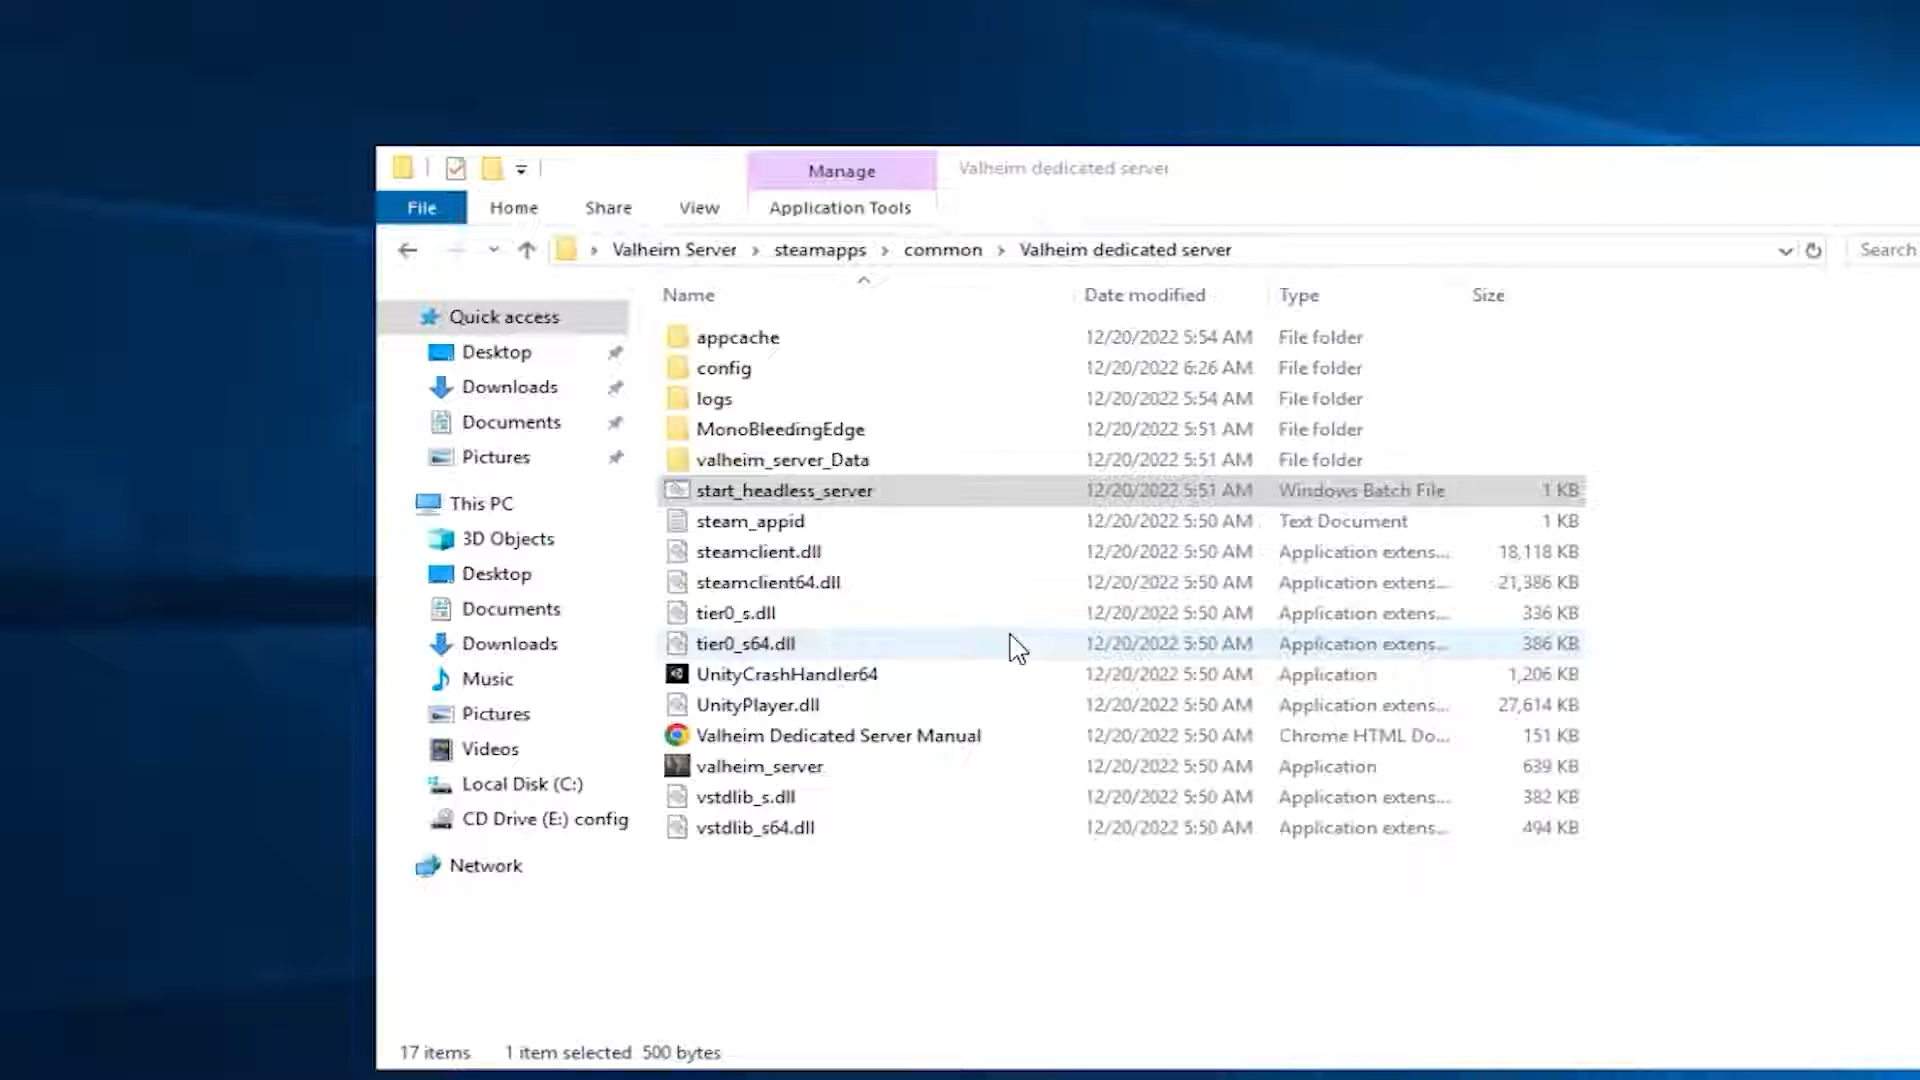 Manage
Valheim dedicated server
File Home Share View Application Tools
Valheim Server › steamapps › common › Valheim dedicated server
Search
Name Date modified Type Size
Quick access
Desktop
Downloads
Documents
Pictures
This PC
3D Objects
Desktop
Documents
Downloads
Music
Pictures
Videos
Local Disk (C:)
CD Drive (E:) config
Network
appcache 12/20/2022 5:54 AM File folder
config 12/20/2022 6:26 AM File folder
logs 12/20/2022 5:54 AM File folder
MonoBleedingEdge 12/20/2022 5:51 AM File folder
valheim_server_Data 12/20/2022 5:51 AM File folder
start_headless_server 12/20/2022 5:51 AM Windows Batch File 1 KB
steam_appid 12/20/2022 5:50 AM Text Document 1 KB
steamclient.dll 12/20/2022 5:50 AM Application extens... 18,118 KB
steamclient64.dll 12/20/2022 5:50 AM Application extens... 21,386 KB
tier0_s.dll 12/20/2022 5:50 AM Application extens... 336 KB
tier0_s64.dll 12/20/2022 5:50 AM Application extens... 386 KB
UnityCrashHandler64 12/20/2022 5:50 AM Application 1,206 KB
UnityPlayer.dll 12/20/2022 5:50 AM Application extens... 27,614 KB
Valheim Dedicated Server Manual 12/20/2022 5:50 AM Chrome HTML Do... 151 KB
valheim_server 12/20/2022 5:50 AM Application 639 KB
vstdlib_s.dll 12/20/2022 5:50 AM Application extens... 382 KB
vstdlib_s64.dll 12/20/2022 5:50 AM Application extens... 494 KB
17 items 1 item selected 500 bytes